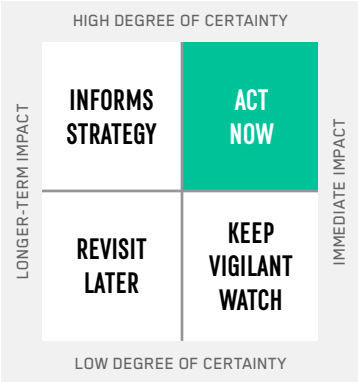 HIGH DEGREE OF CERTAINTY
LONGER-TERM IMPACT
INFORMS
STRATEGY
ACT
NOW
IMMEDIATE IMPACT
REVISIT
LATER
KEEP
VIGILANT
WATCH
LOW DEGREE OF CERTAINTY